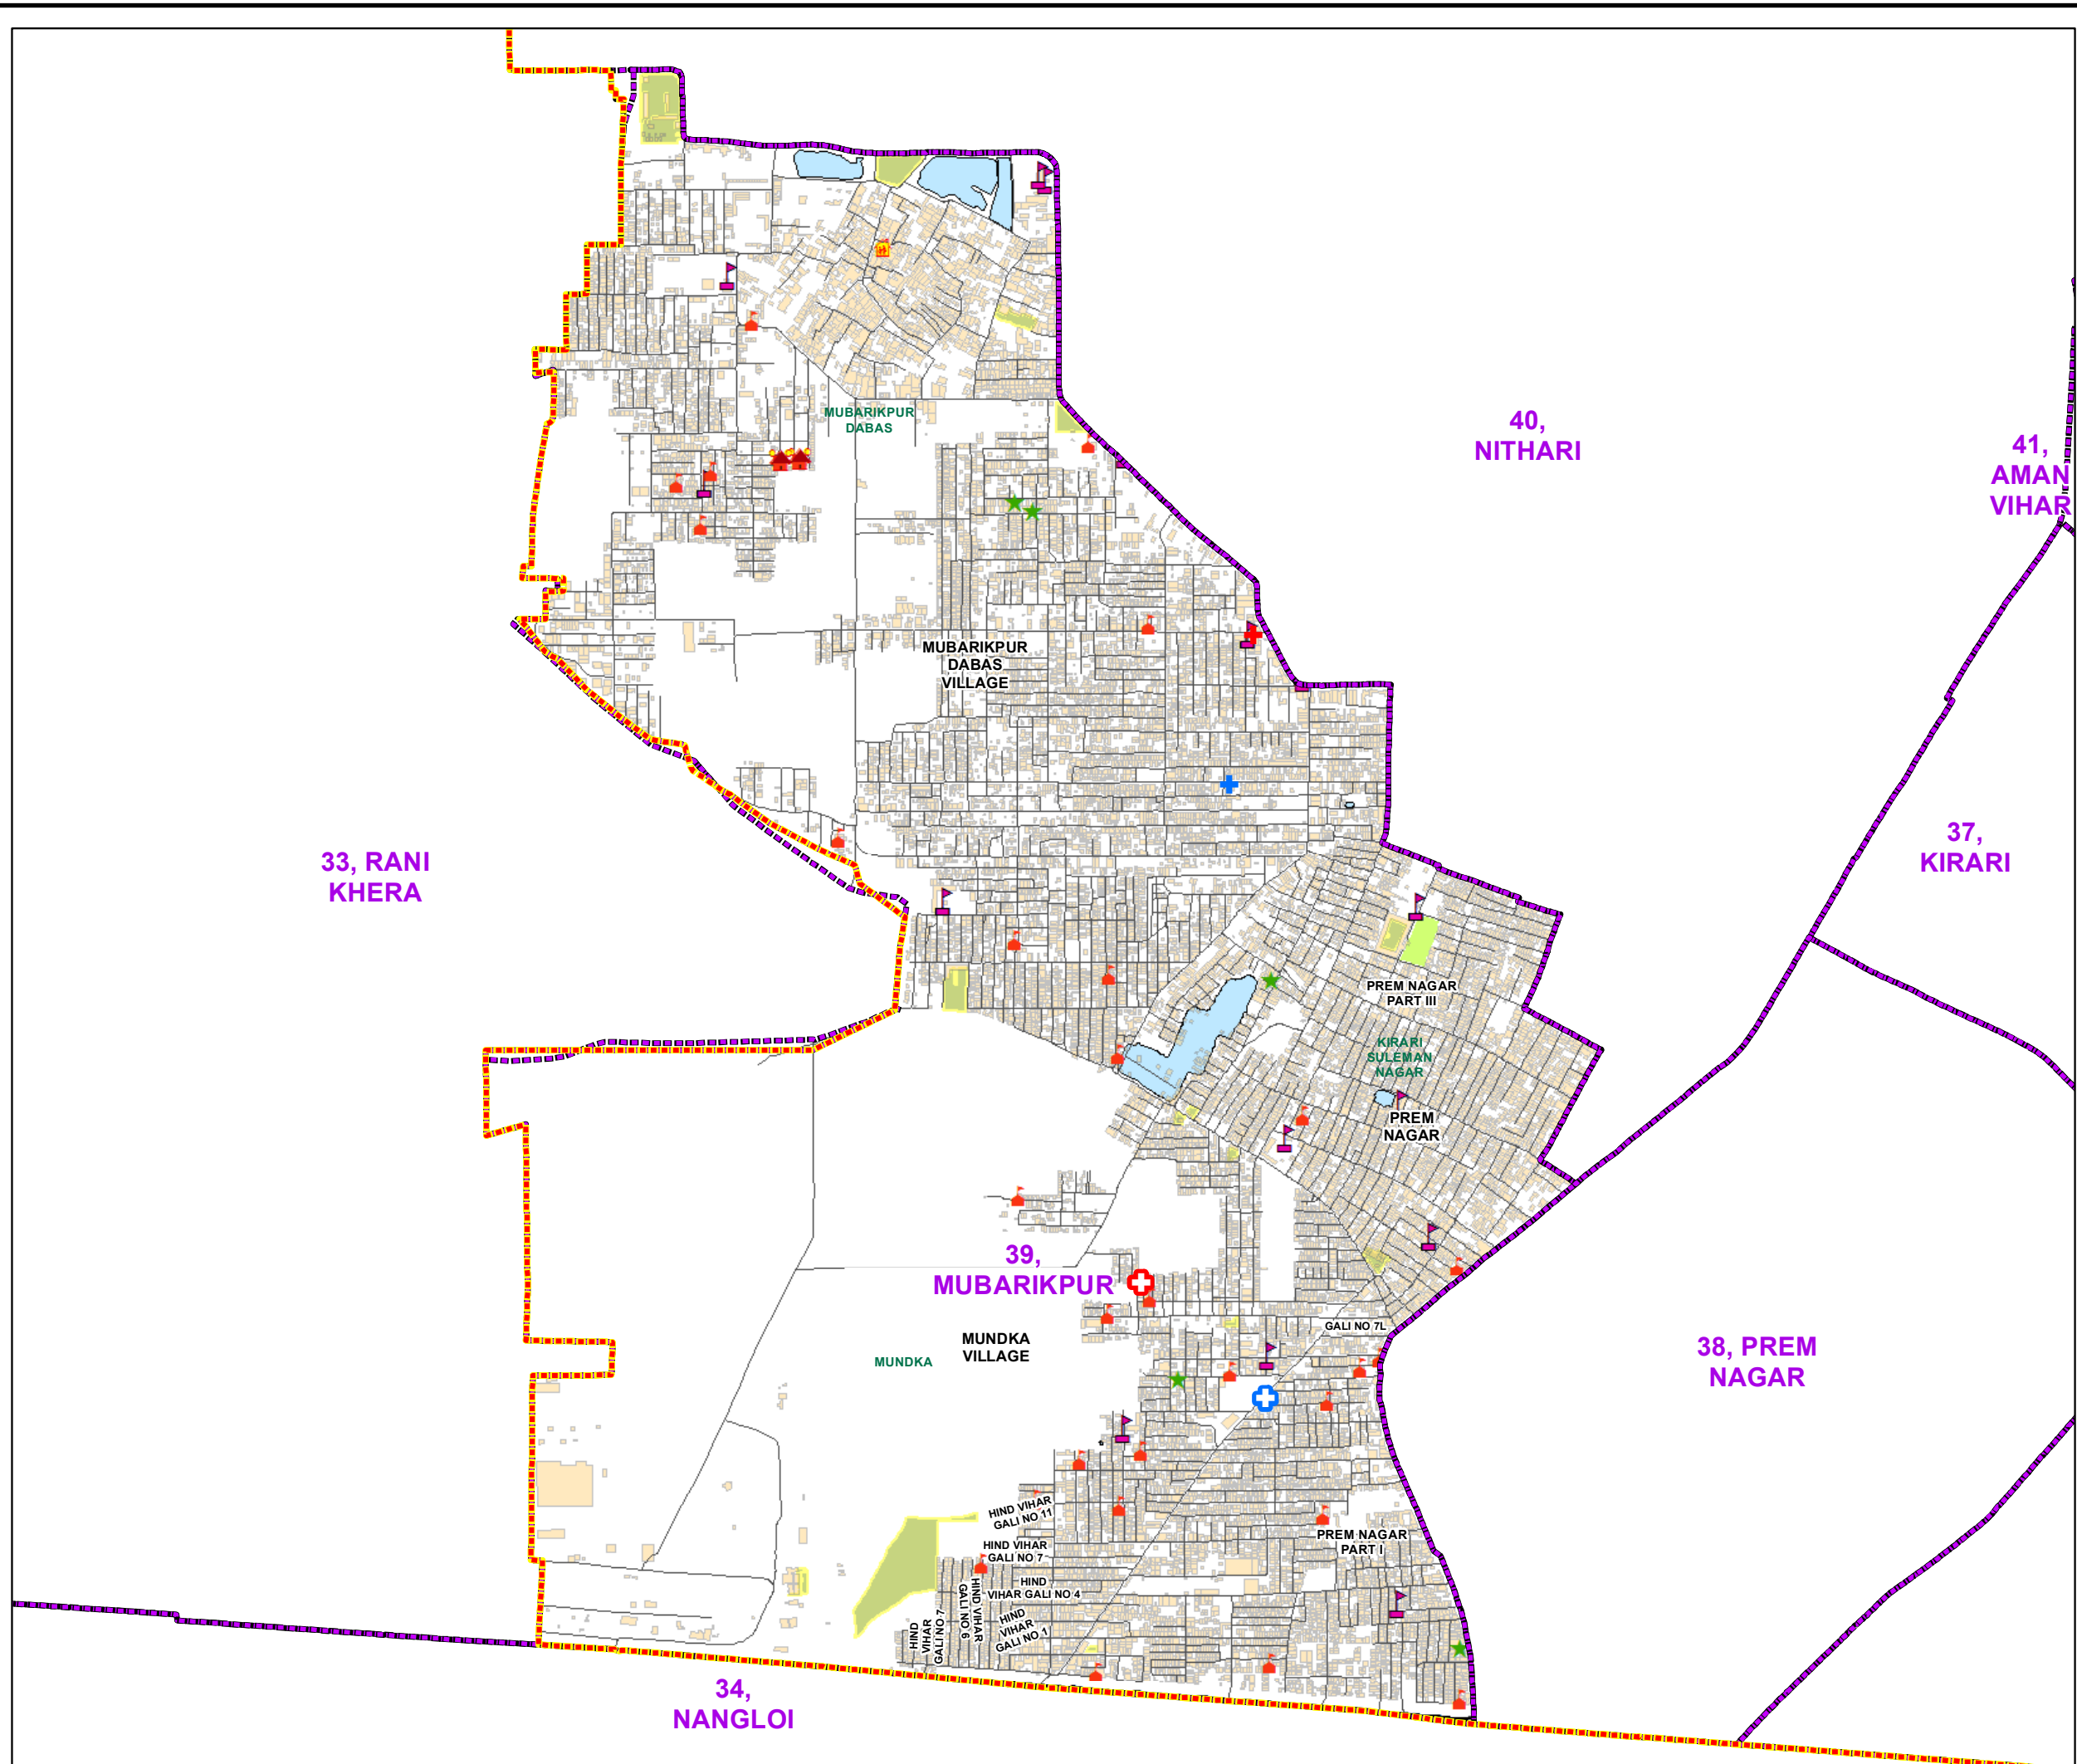 MUBARIKPUR
DABAS
40,
NITHARI
41,
AMAN
VIHAR
MUBARIKPUR
DABAS
VILLAGE
33, RANI
KHERA
37,
KIRARI
PREM NAGAR
PART III
KIRARI
SULEMAN
NAGAR
PREM
NAGAR
39,
MUBARIKPUR
GALI NO 7L
MUNDKA
VILLAGE
MUNDKA
38, PREM
NAGAR
HIND VIHAR
GALI NO 11
PREM NAGAR
PART I
HIND VIHAR
GALI NO 7
HIND
VIHAR GALI NO 4
HIND VIHAR
GALI NO 6
HIND
VIHAR
GALI NO 1
HIND
VIHAR
GALI NO 7
34,
NANGLOI